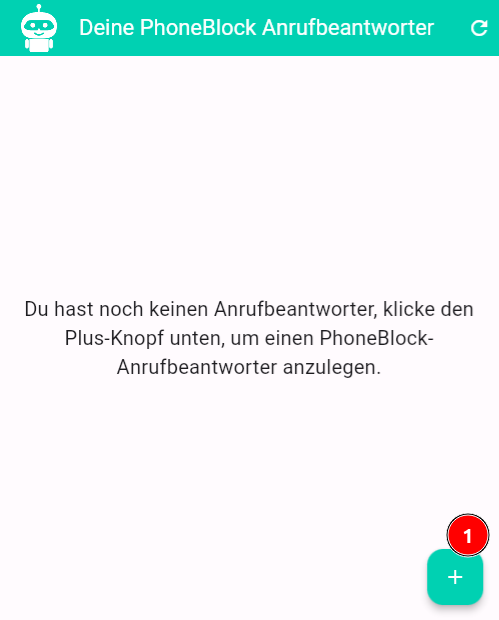 Deine PhoneBlock Anrufbeantworter
Du hast noch keinen Anrufbeantworter, klicke den
Plus-Knopf unten, um einen PhoneBlock-
Anrufbeantworter anzulegen.
1
+